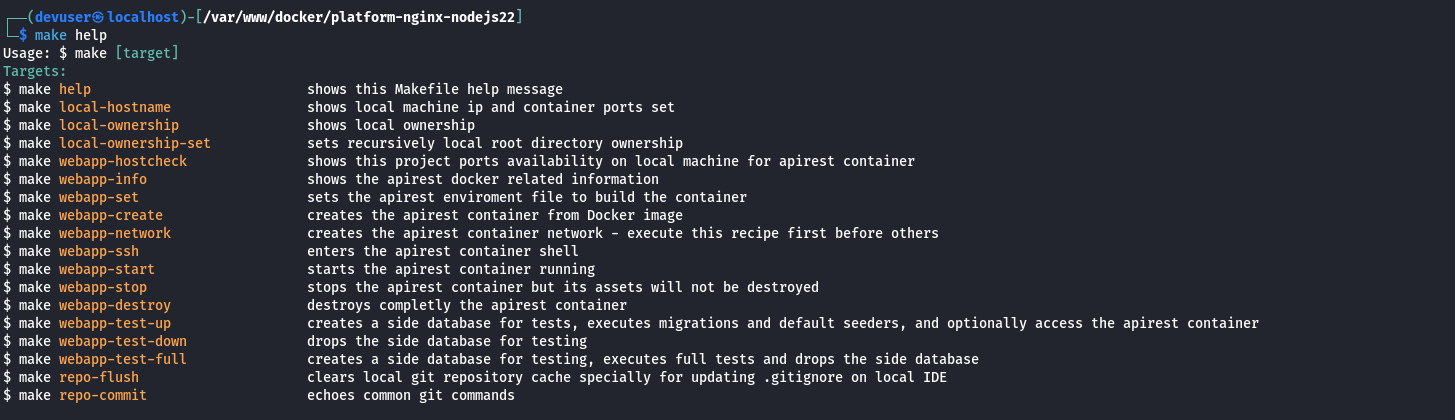 ┌──(devuser㉿localhost)-[/var/www/docker/platform-nginx-nodejs22]
└─$ make help
Usage: $ make [target]
Targets:
$ make help shows this Makefile help message
$ make local-hostname shows local machine ip and container ports set
$ make local-ownership shows local ownership
$ make local-ownership-set sets recursively local root directory ownership
$ make webapp-hostcheck shows this project ports availability on local machine for apirest container
$ make webapp-info shows the apirest docker related information
$ make webapp-set sets the apirest enviroment file to build the container
$ make webapp-create creates the apirest container from Docker image
$ make webapp-network creates the apirest container network - execute this recipe first before others
$ make webapp-ssh enters the apirest container shell
$ make webapp-start starts the apirest container running
$ make webapp-stop stops the apirest container but its assets will not be destroyed
$ make webapp-destroy destroys completly the apirest container
$ make webapp-test-up creates a side database for tests, executes migrations and default seeders, and optionally access the apirest container
$ make webapp-test-down drops the side database for testing
$ make webapp-test-full creates a side database for testing, executes full tests and drops the side database
$ make repo-flush clears local git repository cache specially for updating .gitignore on local IDE
$ make repo-commit echoes common git commands